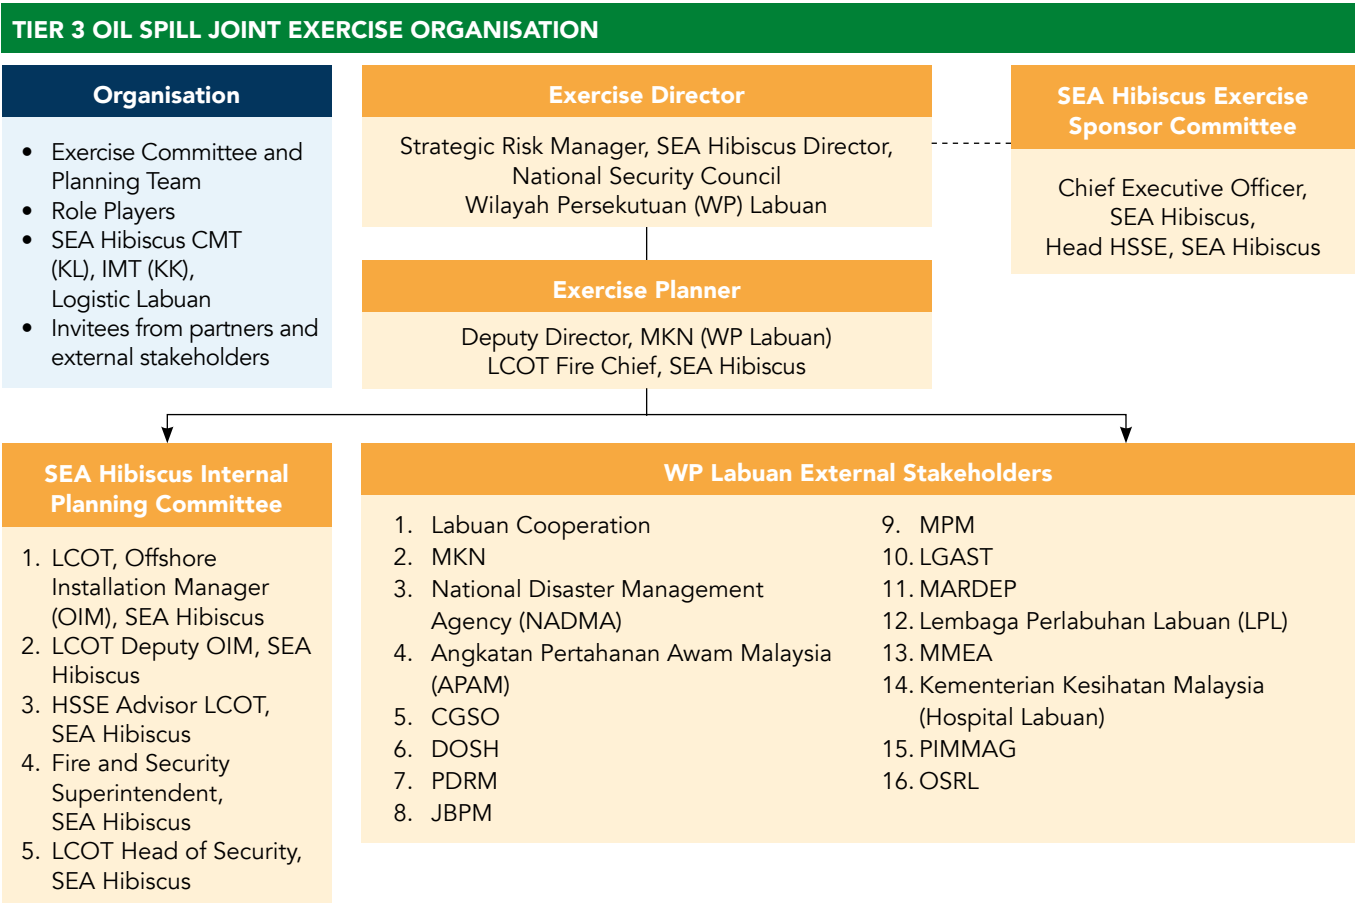 TIER 3 OIL SPILL JOINT EXERCISE ORGANISATION
Organisation
• Exercise Committee and
Planning Team
• Role Players
• SEA Hibiscus CMT
(KL), IMT (KK),
Logistic Labuan
• Invitees from partners and
external stakeholders
Exercise Director
Strategic Risk Manager, SEA Hibiscus Director,
National Security Council
Wilayah Persekutuan (WP) Labuan
SEA Hibiscus Exercise
Sponsor Committee
Chief Executive Officer,
SEA Hibiscus,
Head HSSE, SEA Hibiscus
Exercise Planner
Deputy Director, MKN (WP Labuan)
LCOT Fire Chief, SEA Hibiscus
SEA Hibiscus Internal
Planning Committee
1. LCOT, Offshore
Installation Manager
(OIM), SEA Hibiscus
2. LCOT Deputy OIM, SEA
Hibiscus
3. HSSE Advisor LCOT,
SEA Hibiscus
4. Fire and Security
Superintendent,
SEA Hibiscus
5. LCOT Head of Security,
SEA Hibiscus
WP Labuan External Stakeholders
1. Labuan Cooperation
2. MKN
3. National Disaster Management
Agency (NADMA)
4. Angkatan Pertahanan Awam Malaysia
(APAM)
5. CGSO
6. DOSH
7. PDRM
8. JBPM
9. MPM
10. LGAST
11. MARDEP
12. Lembaga Perlabuhan Labuan (LPL)
13. MMEA
14. Kementerian Kesihatan Malaysia
(Hospital Labuan)
15. PIMMAG
16. OSRL